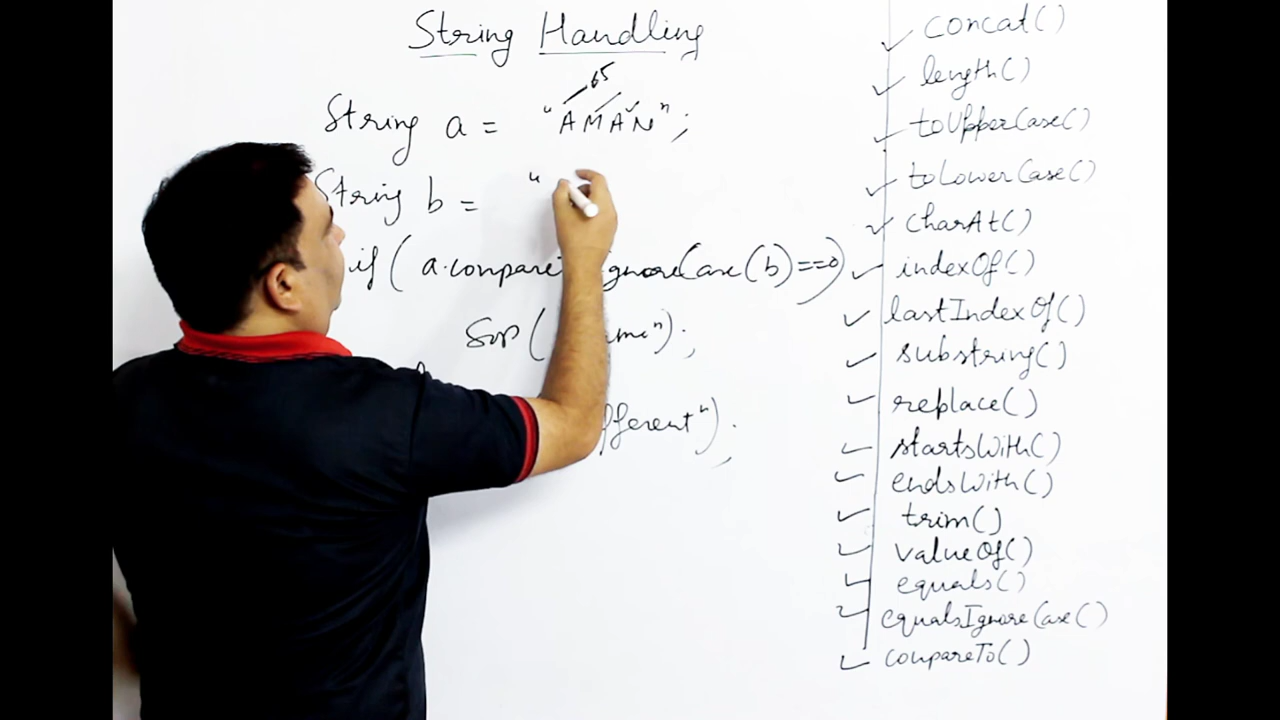 String Handling
65
String a = "AMAN";
String b = "
if ( a.compare gnoreCase(b)==0)
Sop( ");
fferent");
concat()
length()
toUpperCase()
toLowerCase()
charAt()
indexOf()
lastIndexOf()
substring()
replace()
startsWith()
endsWith()
trim()
valueOf()
equals()
equalsIgnoreCase()
compareTo()